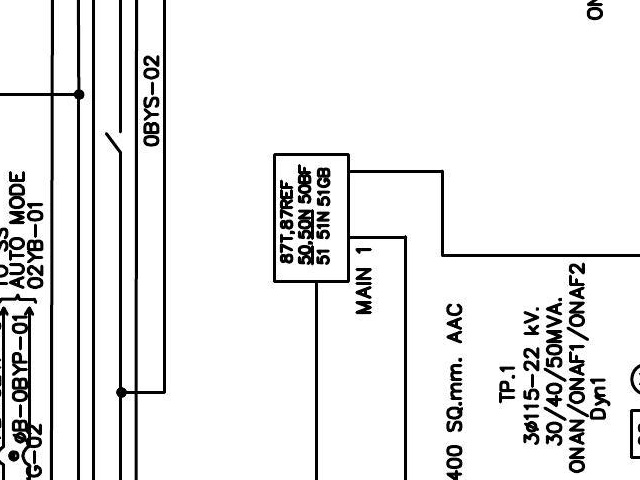 ON
0BYS-02
87T,87REF
50,50N 50BF
51 51N 51GB
MAIN 1
TO SS
AUTO MODE
02YB-01
ØB-0BYP-01
G-02
400 SQ.mm. AAC
TP.1
3ø115-22 kV.
30/40/50MVA.
ONAN/ONAF1/ONAF2
Dyn1